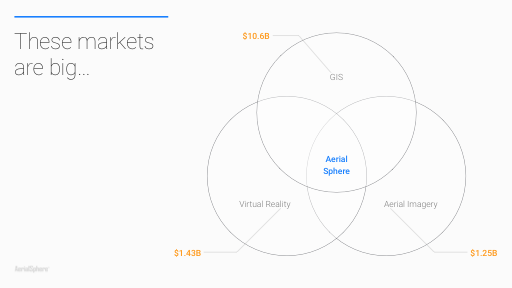 These markets
are big...
$10.6B
GIS
Aerial
Sphere
Virtual Reality
Aerial Imagery
$1.43B
$1.25B
AerialSphere